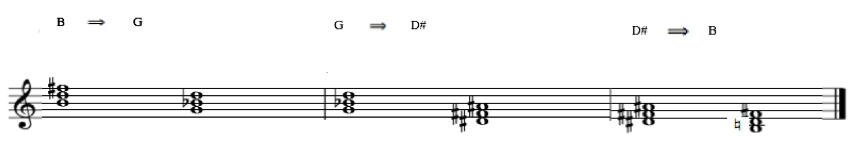 B ⟹ G
G ⟹ D#
D# ⟹ B